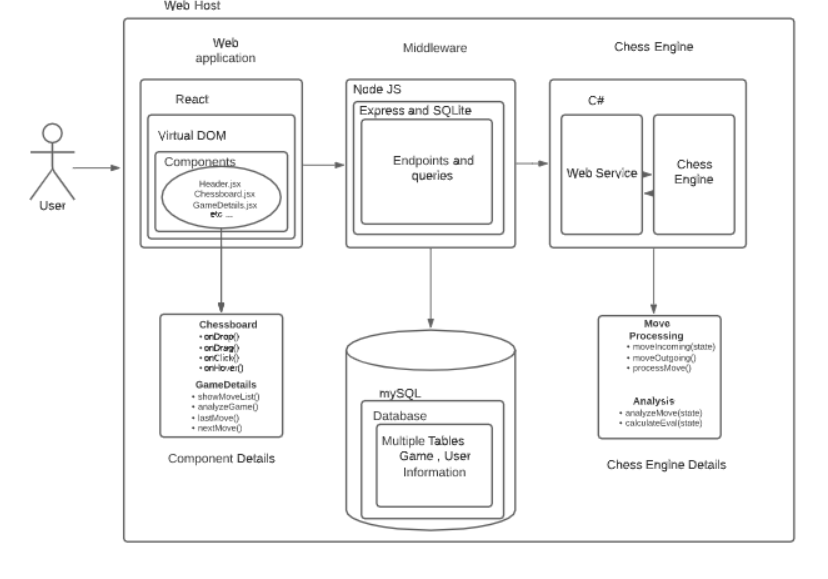 Web Host
Web
application
Middleware
Chess Engine
React
Virtual DOM
Components
Header.jsx
Chessboard.jsx
GameDetails.jsx
etc ...
Node JS
Express and SQLite
Endpoints and
queries
C#
Web Service
Chess
Engine
User
Chessboard
• onDrop()
• onDrag()
• onClick()
• onHover()
GameDetails
• showMoveList()
• analyzeGame()
• lastMove()
• nextMove()
Component Details
mySQL
Database
Multiple Tables
Game , User
Information
Move
Processing
• moveIncoming(state)
• moveOutgoing()
• processMove()
Analysis
• analyzeMove(state)
• calculateEval(state)
Chess Engine Details